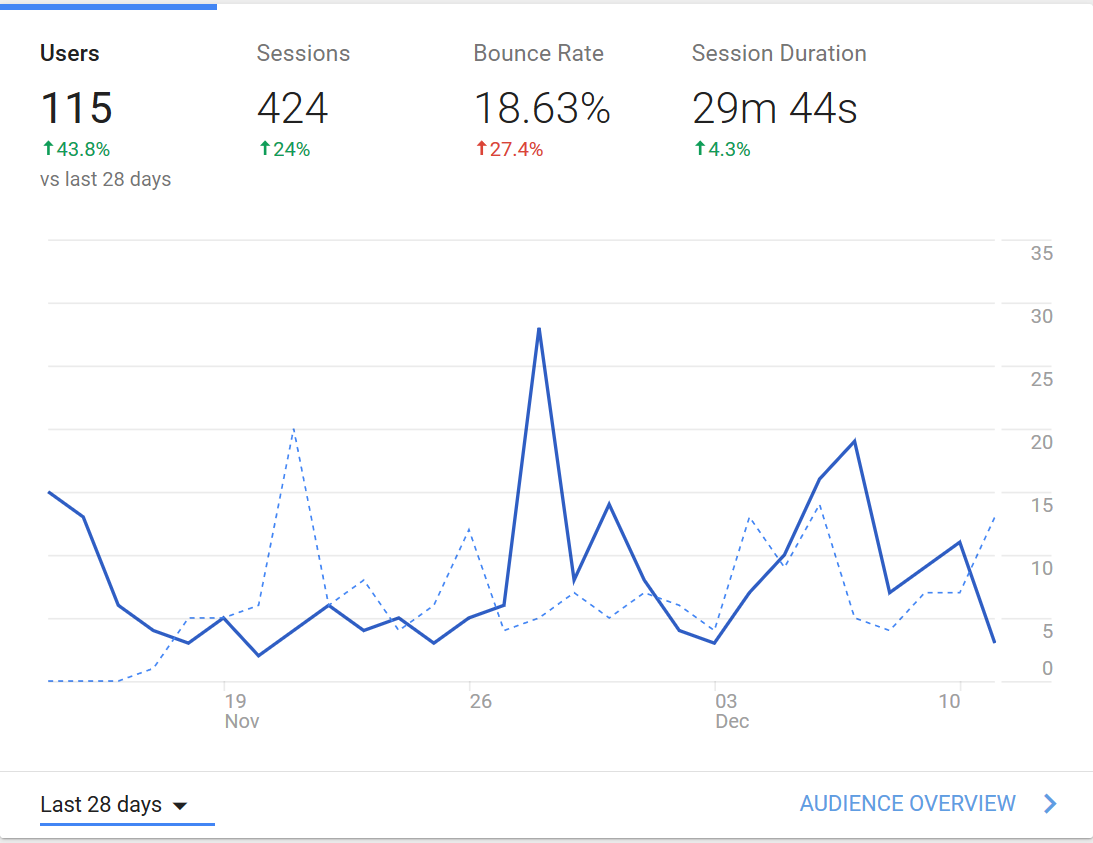 Users Sessions Bounce Rate Session Duration
115 424 18.63% 29m 44s
43.8% 24% 27.4% 4.3%
vs last 28 days
35
30
25
20
15
10
5
0
19 26 03 10
Nov Dec
Last 28 days AUDIENCE OVERVIEW